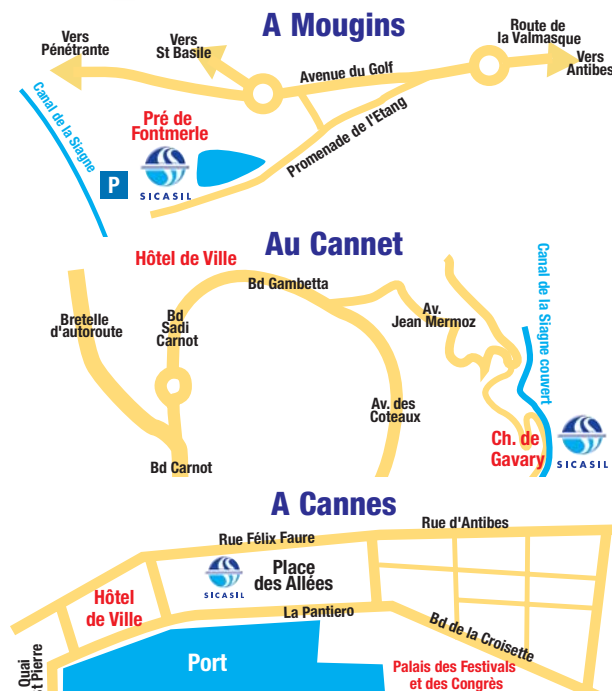 A Mougins
Vers
Pénétrante
Vers
St Basile
Route de
la Valmasque
Vers
Antibes
Avenue du Golf
Canal de la Siagne
Pré de
Fontmerle
Promenade de l'Etang
P
SICASIL
Au Cannet
Hôtel de Ville
Bd Gambetta
Bretelle
d'autoroute
Bd
Sadi
Carnot
Av.
Jean Mermoz
Canal de la Siagne couvert
Av. des
Coteaux
Ch. de
Gavary
SICASIL
Bd Carnot
A Cannes
Rue d'Antibes
Rue Félix Faure
Place
des Allées
SICASIL
Hôtel
de Ville
La Pantiero
Bd de la Croisette
Quai
t Pierre
Port
Palais des Festivals
et des Congrès